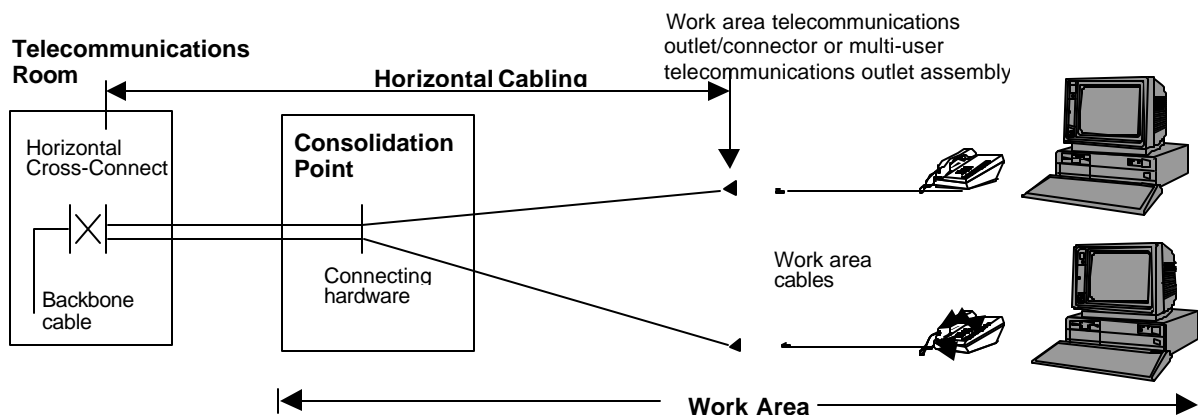 Work area telecommunications
outlet/connector or multi-user
telecommunications outlet assembly
Telecommunications
Room
Horizontal Cabling
Horizontal
Cross-Connect
Consolidation
Point
Connecting
hardware
Backbone
cable
Work area
cables
Work Area